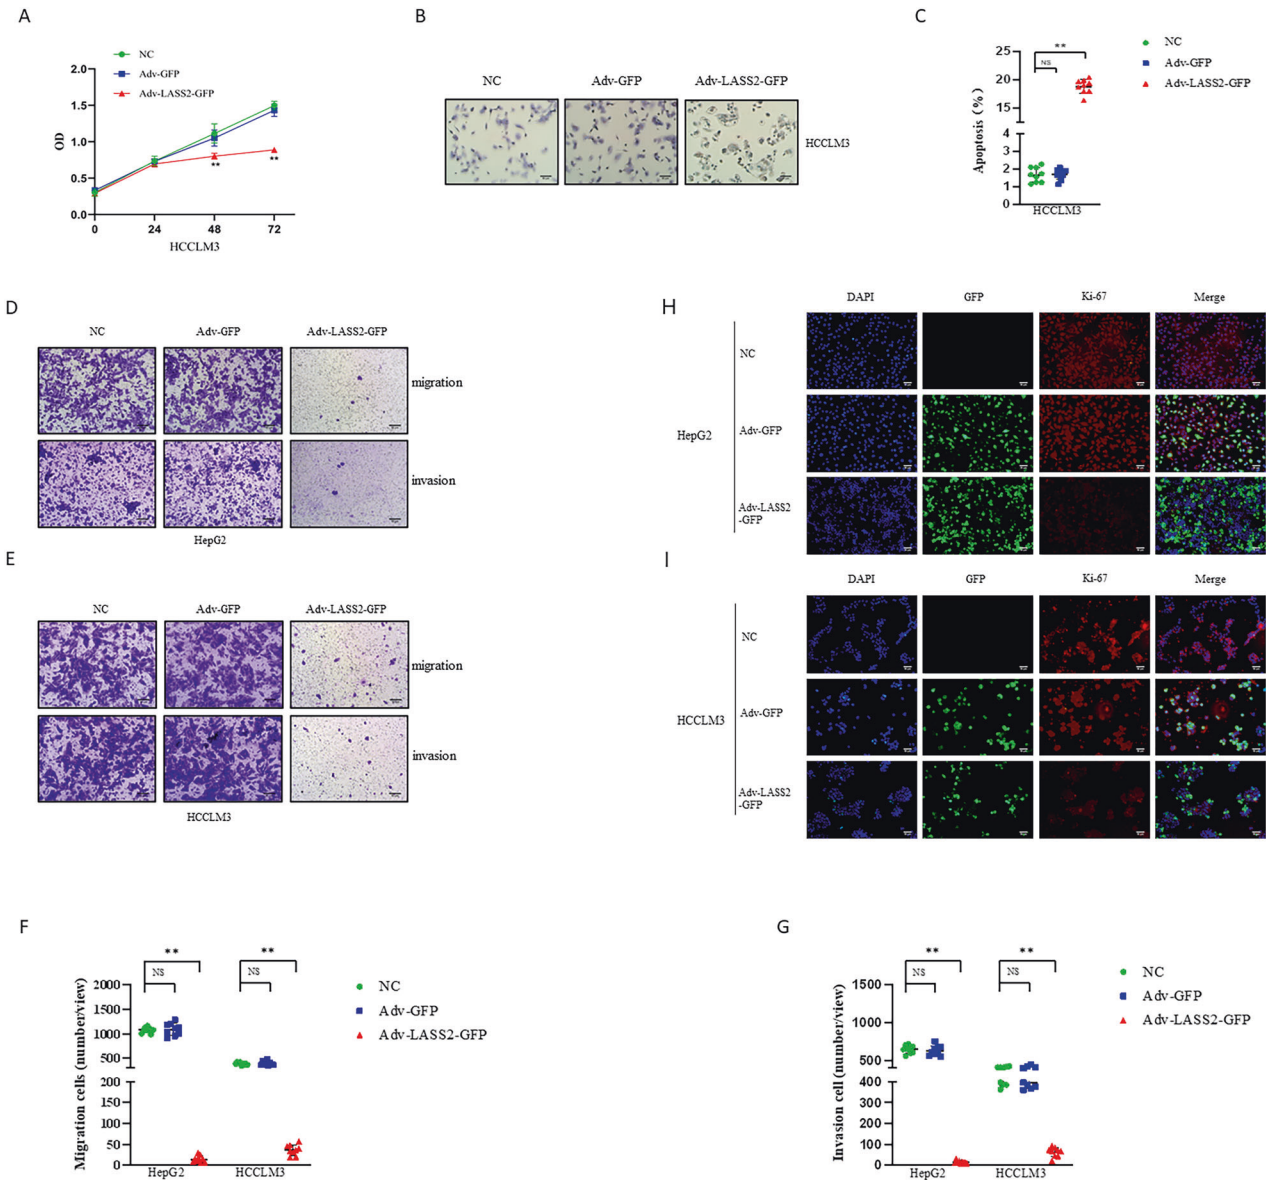 A
NC
Adv-GFP
Adv-LASS2-GFP
2.0
1.5
1.0
0.5
0.0
OD
**
**
0 24 48 72
HCCLM3
B
NC Adv-GFP Adv-LASS2-GFP
HCCLM3
C
NC
Adv-GFP
Adv-LASS2-GFP
**
NS
25
20
15
4
3
2
1
0
Apoptosis (%)
HCCLM3
D
NC Adv-GFP Adv-LASS2-GFP
migration
invasion
HepG2
E
NC Adv-GFP Adv-LASS2-GFP
migration
invasion
HCCLM3
H
DAPI GFP Ki-67 Merge
NC
HepG2
Adv-GFP
Adv-LASS2
-GFP
I
DAPI GFP Ki-67 Merge
NC
Adv-GFP
HCCLM3
Adv-LASS2
-GFP
F
** **
NS NS
2000
1500
1000
500
200
150
100
50
0
Migration cells (number/view)
HepG2 HCCLM3
NC
Adv-GFP
Adv-LASS2-GFP
G
** **
NS NS
1500
1000
500
400
300
200
100
0
Invasion cell (number/view)
HepG2 HCCLM3
NC
Adv-GFP
Adv-LASS2-GFP